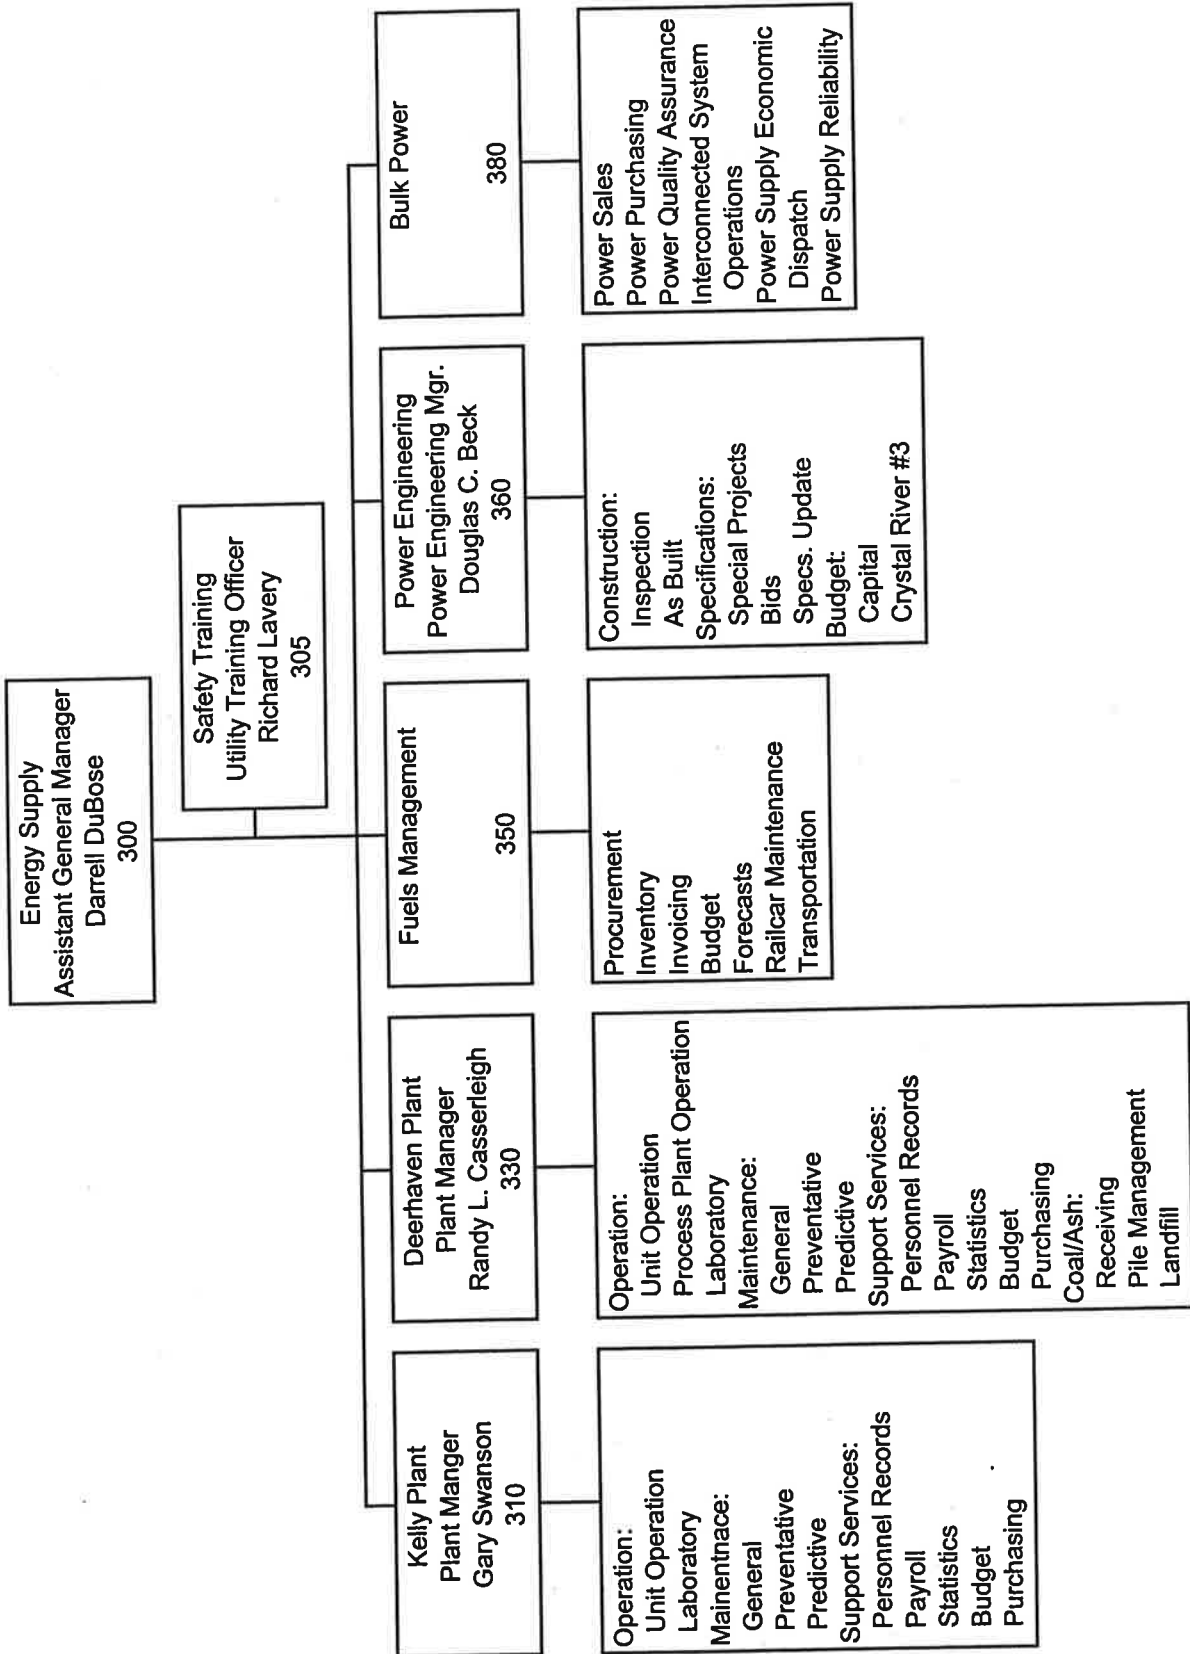 Energy Supply
Assistant General Manager
Darrell DuBose
300
Safety Training
Utility Training Officer
Richard Lavery
305
Kelly Plant
Plant Manger
Gary Swanson
310
Deerhaven Plant
Plant Manager
Randy L. Casserleigh
330
Fuels Management
350
Power Engineering
Power Engineering Mgr.
Douglas C. Beck
360
Bulk Power
380
Operation:
Unit Operation
Laboratory
Mainentnace:
General
Preventative
Predictive
Support Services:
Personnel Records
Payroll
Statistics
Budget
Purchasing
Operation:
Unit Operation
Process Plant Operation
Laboratory
Maintenance:
General
Preventative
Predictive
Support Services:
Personnel Records
Payroll
Statistics
Budget
Purchasing
Coal/Ash:
Receiving
Pile Management
Landfill
Procurement
Inventory
Invoicing
Budget
Forecasts
Railcar Maintenance
Transportation
Construction:
Inspection
As Built
Specifications:
Special Projects
Bids
Specs. Update
Budget:
Capital
Crystal River #3
Power Sales
Power Purchasing
Power Quality Assurance
Interconnected System
Operations
Power Supply Economic
Dispatch
Power Supply Reliability